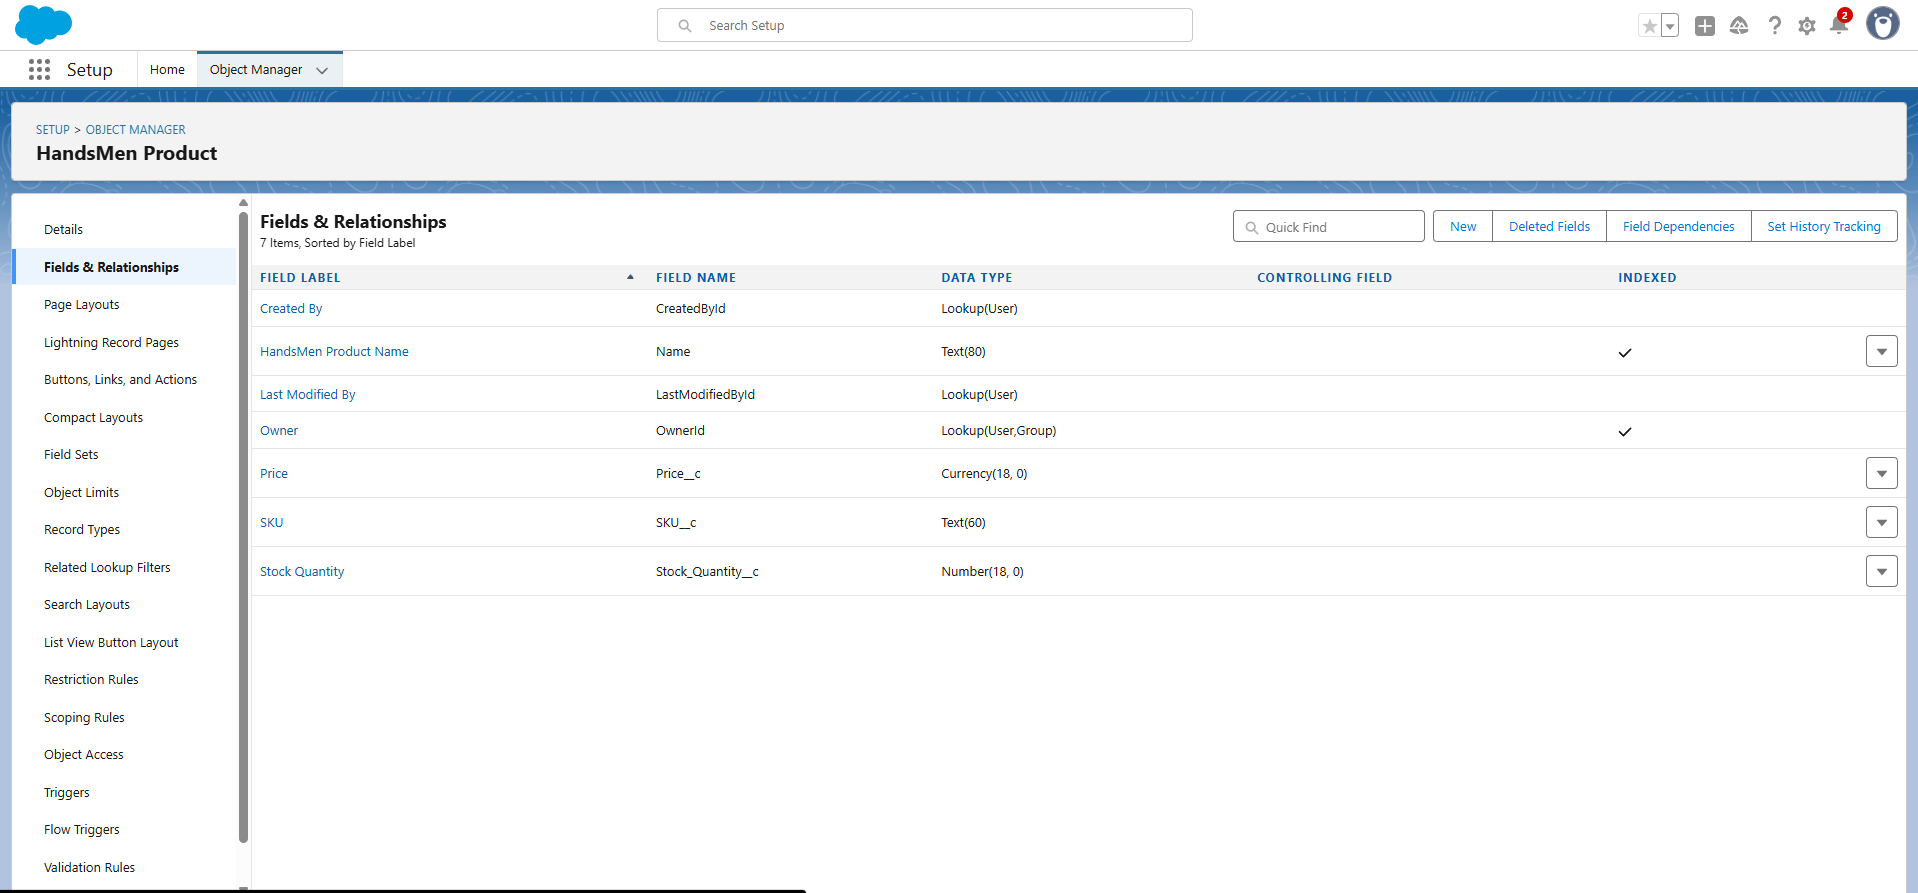 Search Setup
2
Setup
Home
Object Manager
SETUP > OBJECT MANAGER
HandsMen Product
Details
Fields & Relationships
Page Layouts
Lightning Record Pages
Buttons, Links, and Actions
Compact Layouts
Field Sets
Object Limits
Record Types
Related Lookup Filters
Search Layouts
List View Button Layout
Restriction Rules
Scoping Rules
Object Access
Triggers
Flow Triggers
Validation Rules
Fields & Relationships
7 Items, Sorted by Field Label
Quick Find
New
Deleted Fields
Field Dependencies
Set History Tracking
FIELD LABEL FIELD NAME DATA TYPE CONTROLLING FIELD INDEXED
Created By CreatedById Lookup(User)
HandsMen Product Name Name Text(80)
Last Modified By LastModifiedById Lookup(User)
Owner OwnerId Lookup(User,Group)
Price Price__c Currency(18, 0)
SKU SKU__c Text(60)
Stock Quantity Stock_Quantity__c Number(18, 0)